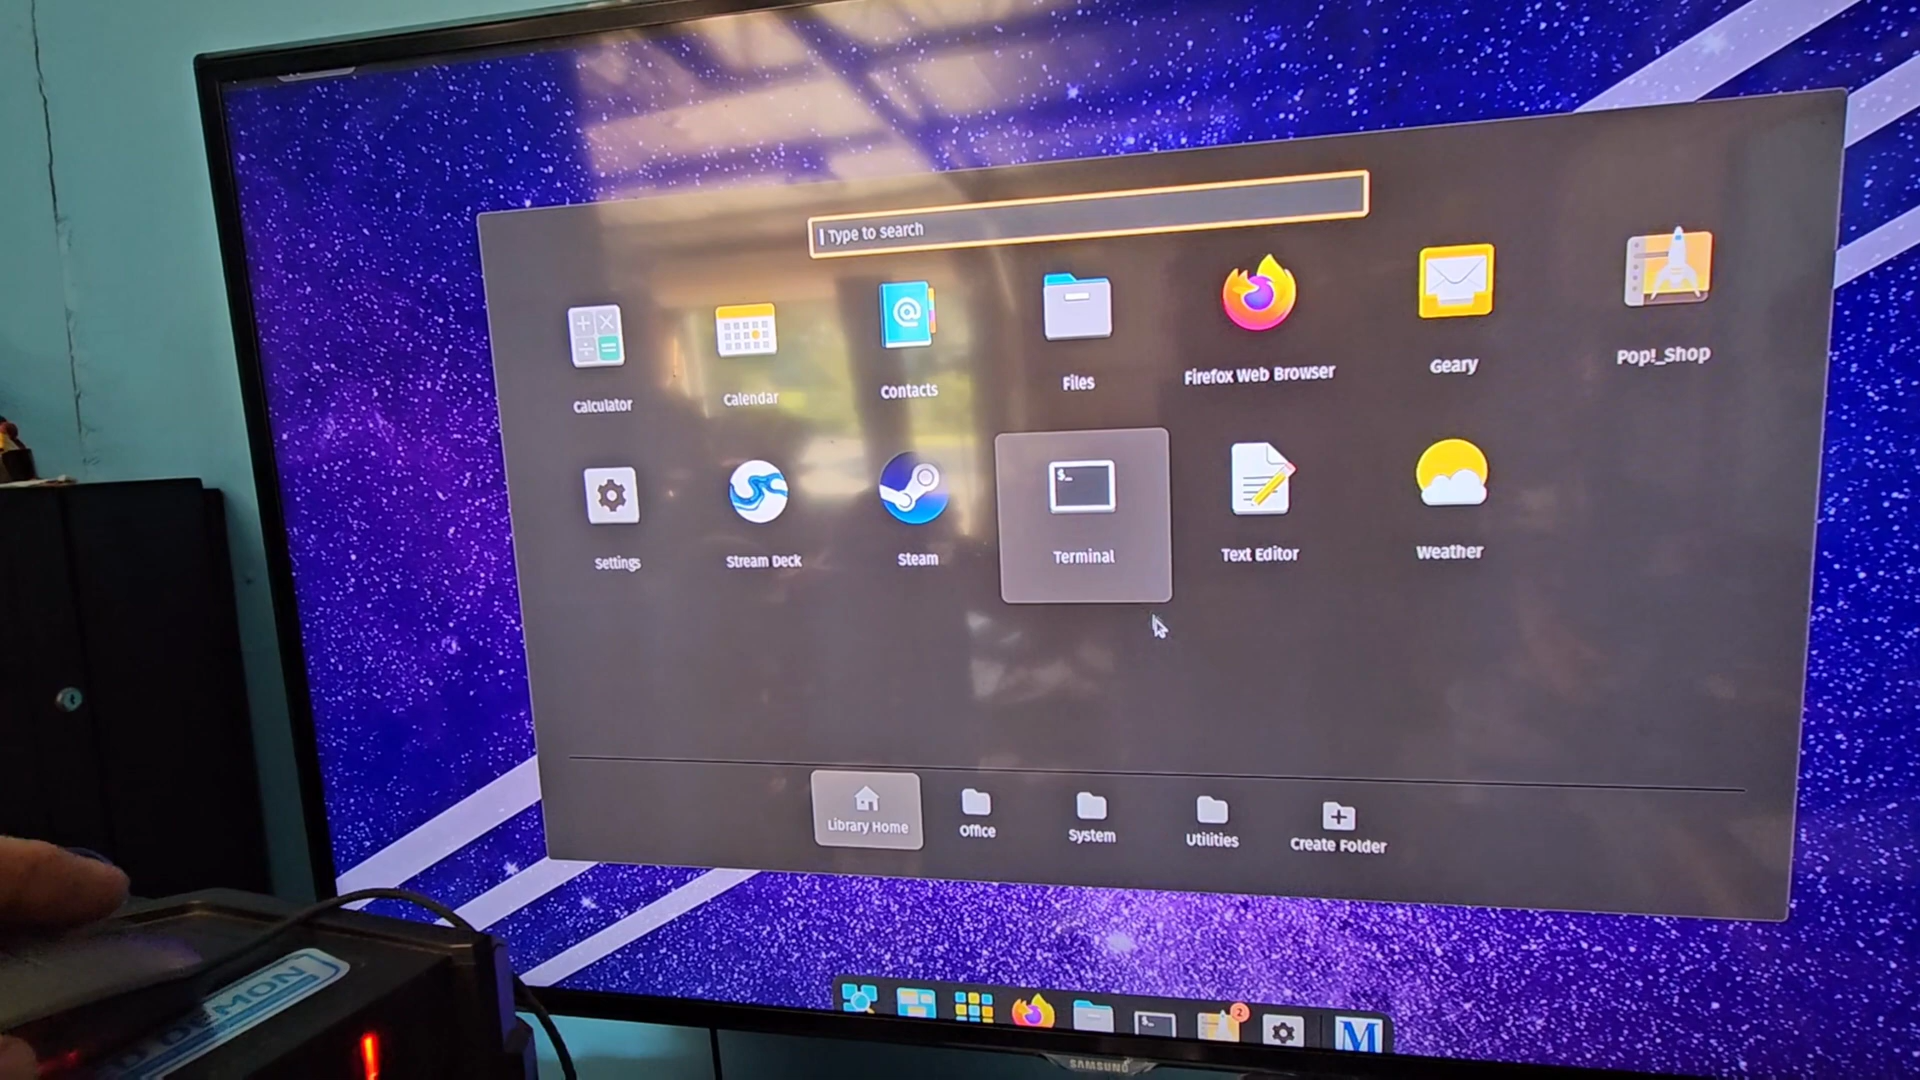 Type to search
Calculator
Calendar
Contacts
Files
Firefox Web Browser
Geary
Pop!_Shop
$_
Settings
Stream Deck
Steam
Terminal
Text Editor
Weather
Library Home
Office
System
Utilities
Create Folder
$_
2
M
SAMSUNG